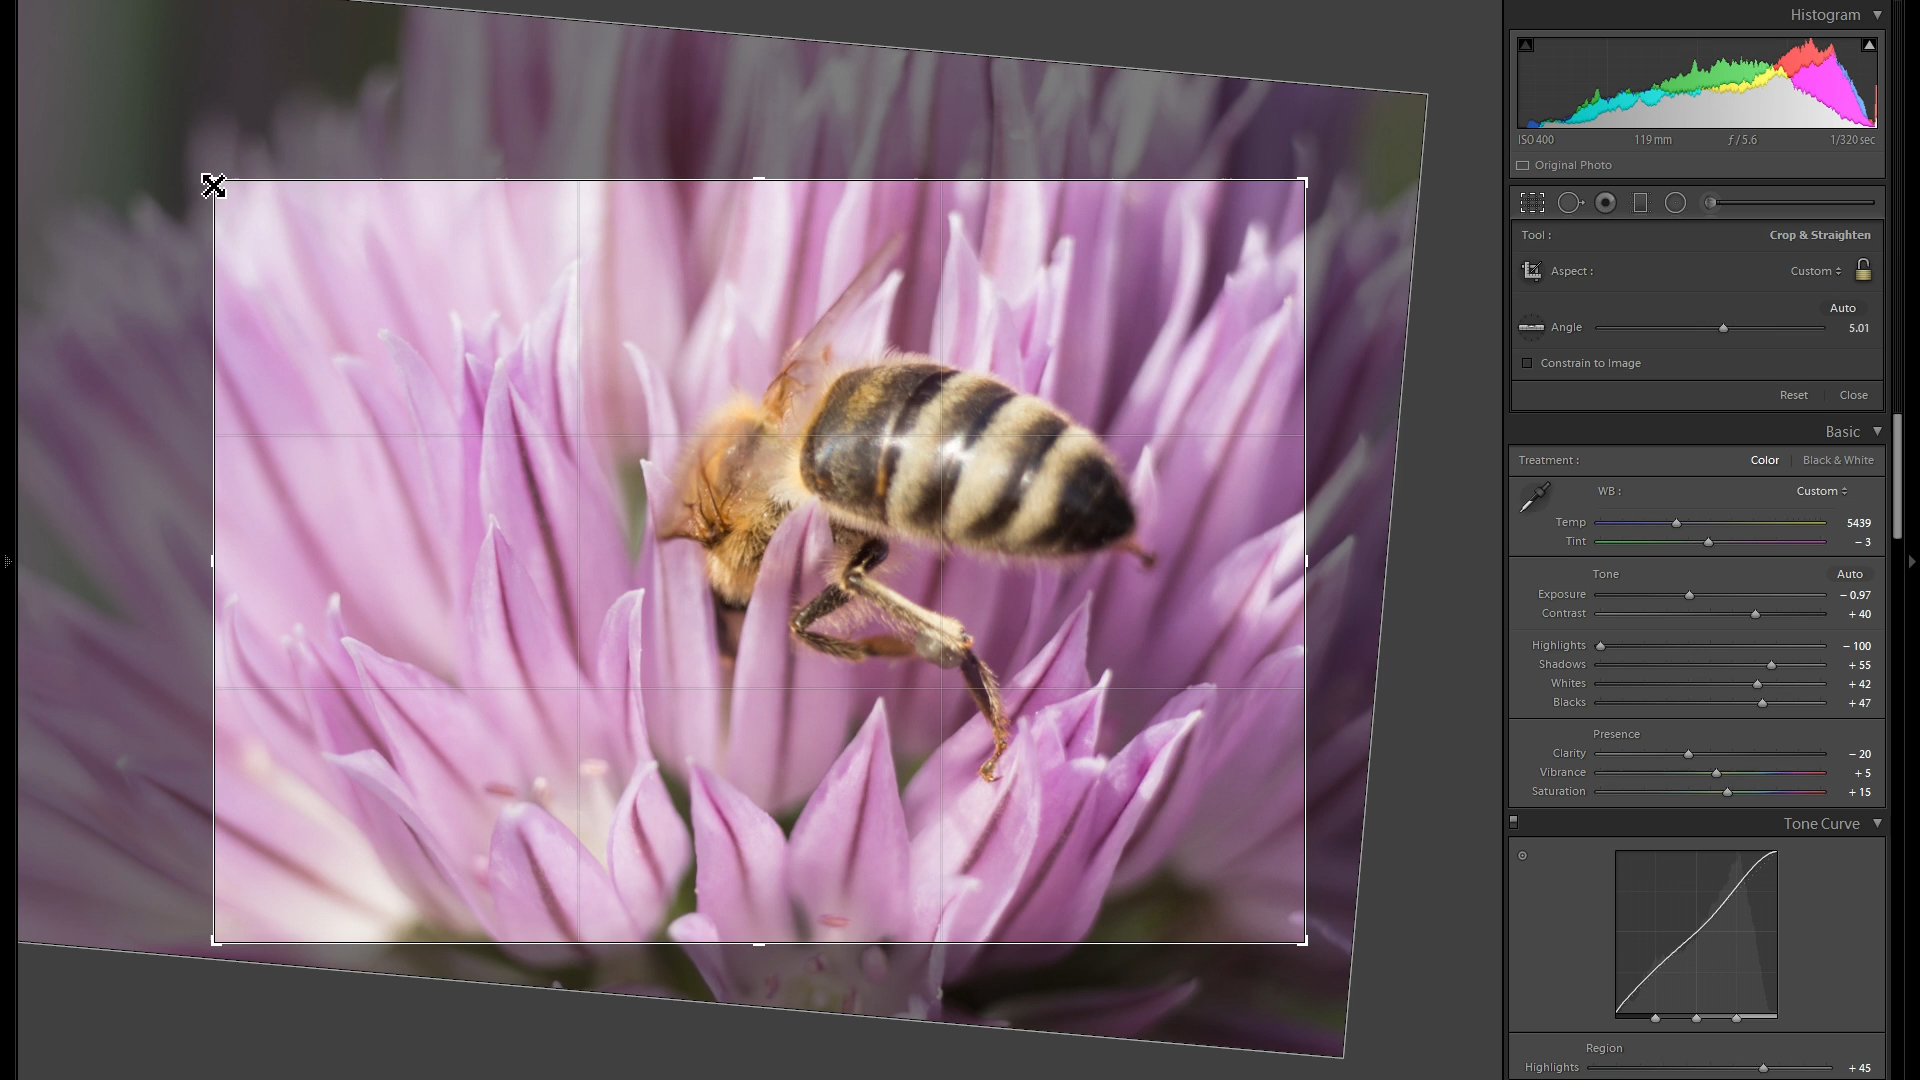 Histogram
ISO 400 119 mm ƒ / 5.6 1/320 sec
Original Photo
Tool : Crop & Straighten
Aspect : Custom
Auto
Angle 5.01
Constrain to Image
Reset Close
Basic
Treatment : Color Black & White
WB : Custom
Temp 5439
Tint – 3
Tone Auto
Exposure – 0.97
Contrast + 40
Highlights – 100
Shadows + 55
Whites + 42
Blacks + 47
Presence
Clarity – 20
Vibrance + 5
Saturation + 15
Tone Curve
Region
Highlights + 45